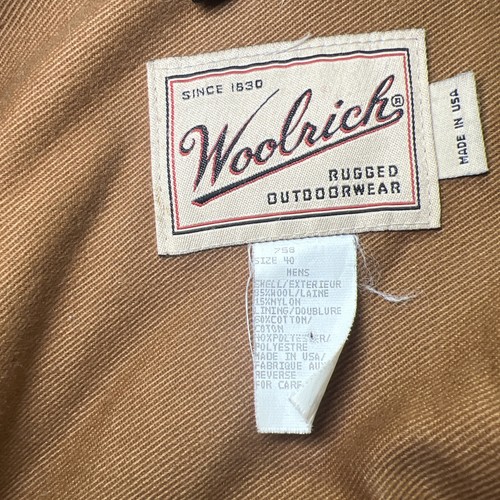 SINCE 1830
Woolrich®
RUGGED
OUTDOORWEAR
MADE IN USA
SIZE 40
MENS
SHELL/EXTERIEUR
85%WOOL/LAINE
15%NYLON
LINING/DOUBLURE
60%COTTON/
COTON
40%POLYESTER/
POLYESTRE
MADE IN USA/
FABRIQUE AU
REVERSE
FOR CARE